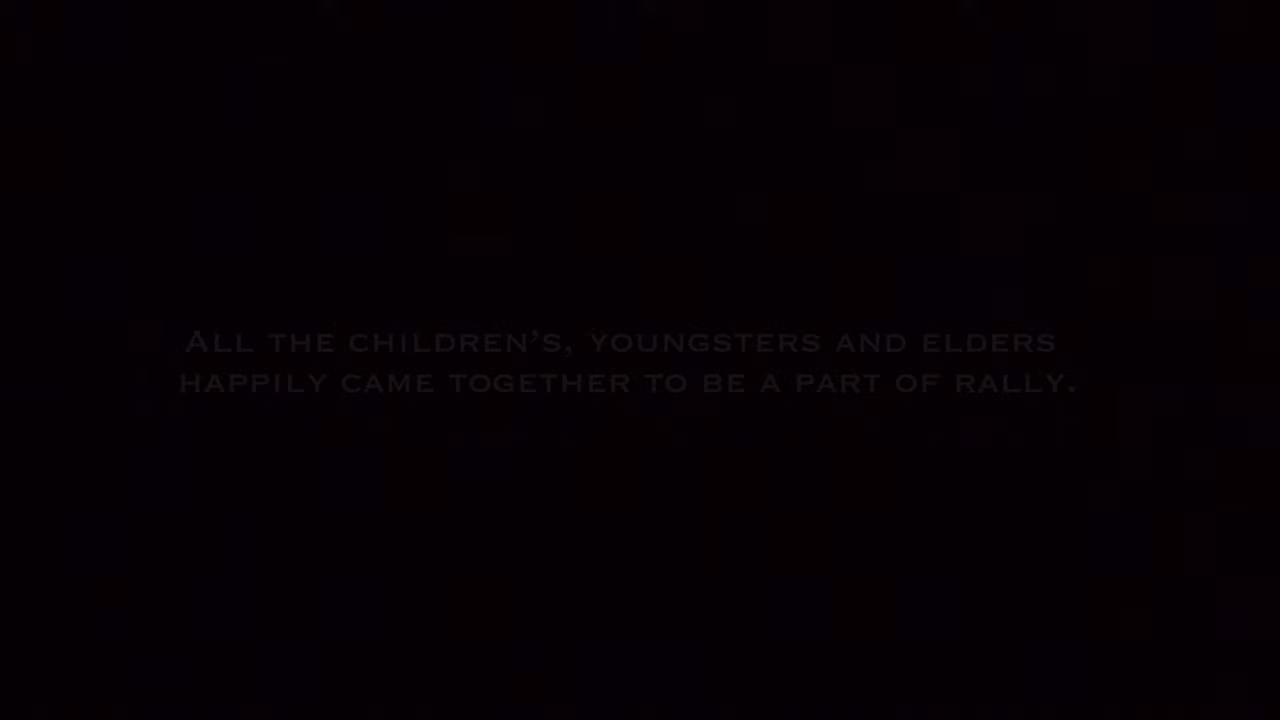 All the children’s, youngsters and elders
happily came together to be a part of rally.